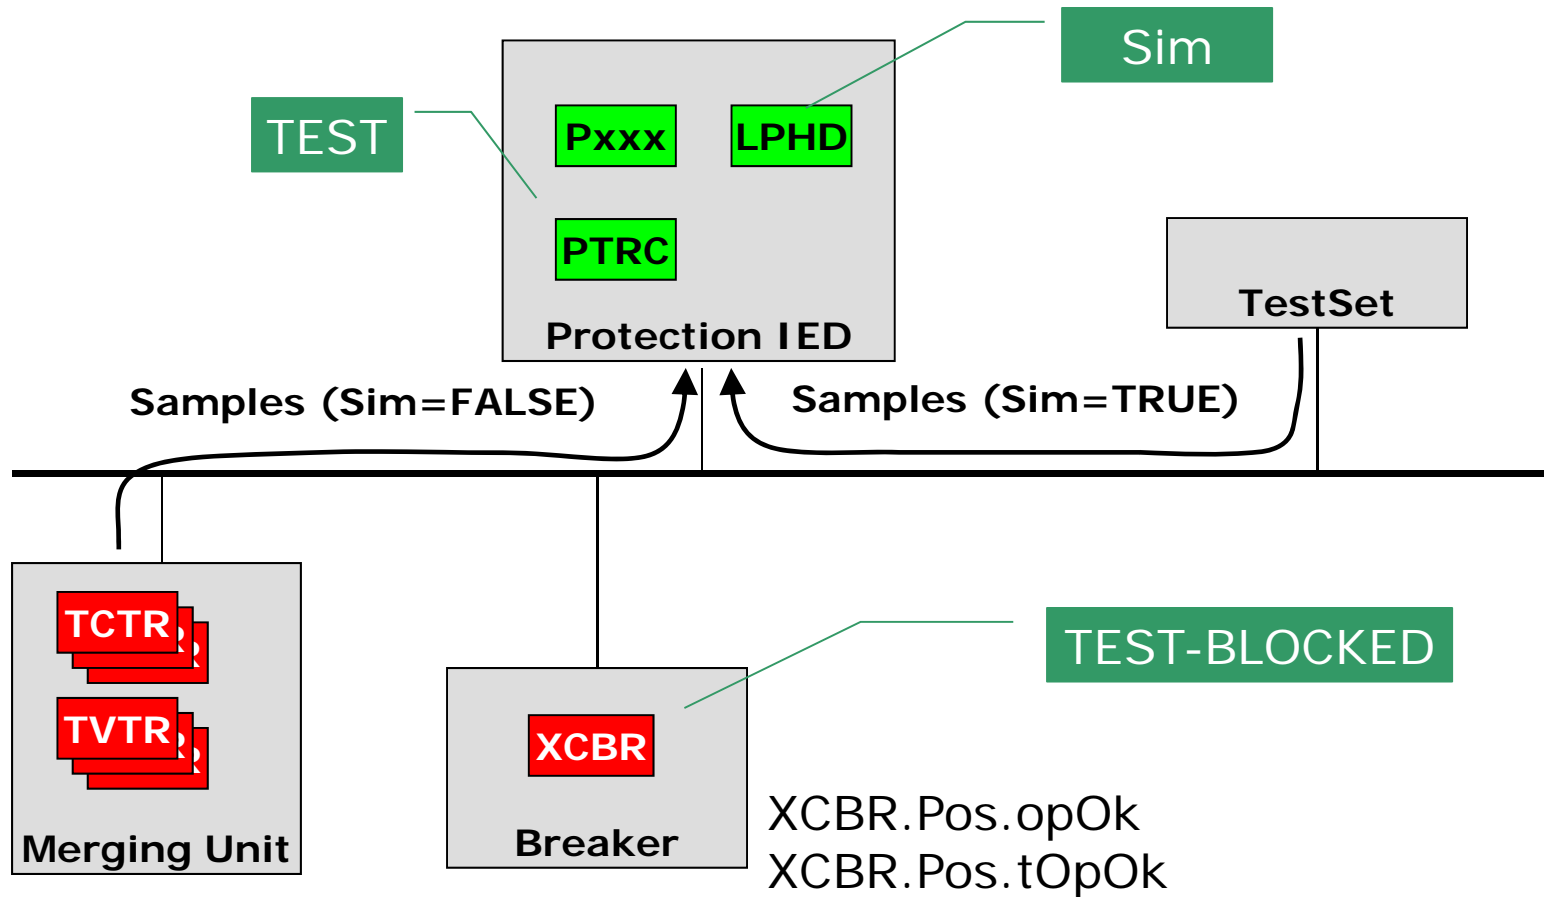 Sim
TEST
Pxxx
LPHD
PTRC
Protection IED
TestSet
Samples (Sim=FALSE)
Samples (Sim=TRUE)
TCTR
R
R
TVTR
R
R
TEST-BLOCKED
XCBR
Merging Unit
Breaker
XCBR.Pos.opOk
XCBR.Pos.tOpOk